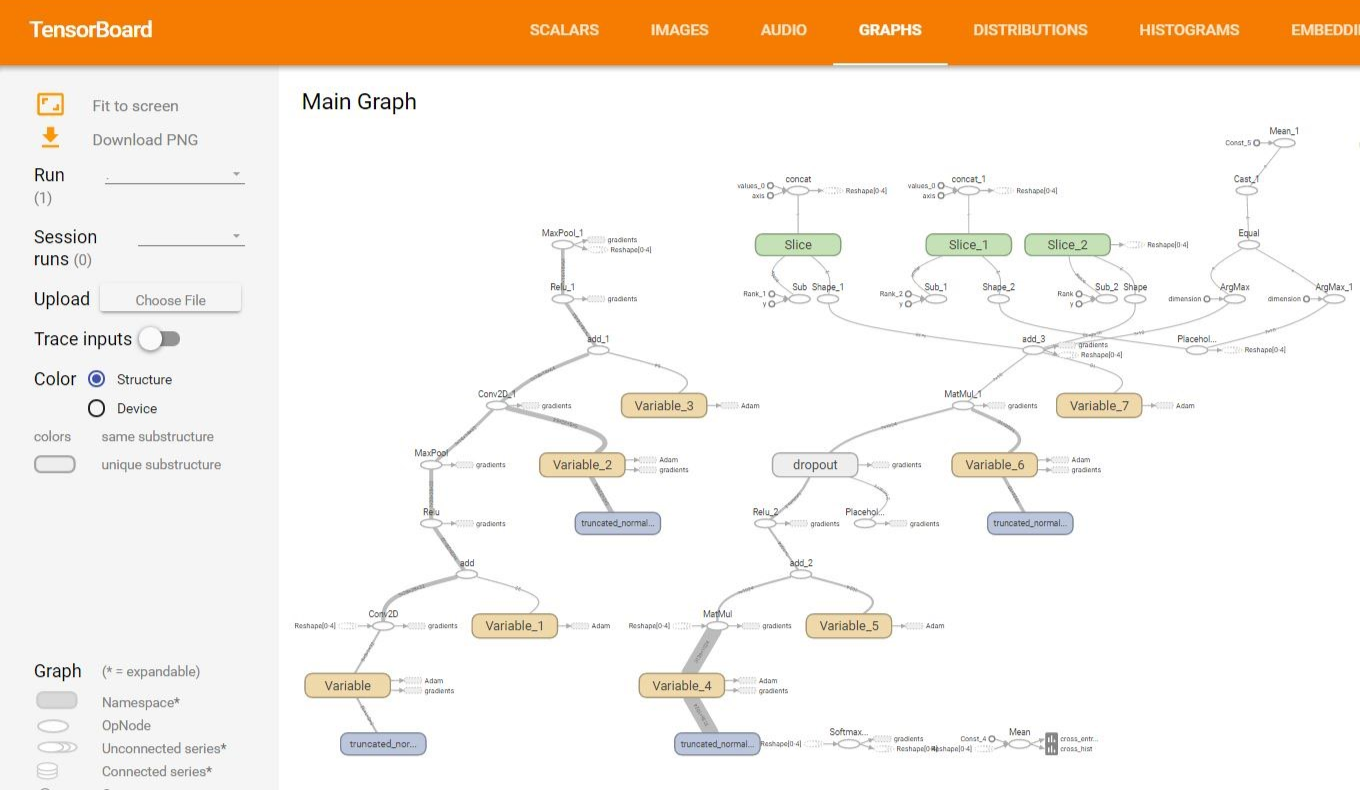 TensorBoard
SCALARS IMAGES AUDIO GRAPHS DISTRIBUTIONS HISTOGRAMS EMBEDDI
Fit to screen
Download PNG
Run
(1)
Session
runs (0)
Upload Choose File
Trace inputs
Color Structure
Device
colors same substructure
unique substructure
Graph (* = expandable)
Namespace*
OpNode
Unconnected series*
Connected series*
Main Graph
Mean_1
Const_5
Cast_1
Equal
ArgMax
dimension
ArgMax_1
dimension
concat
values_0
axis
Reshape[0-4]
concat_1
values_0
axis
Reshape[0-4]
Slice
Slice_1
Slice_2
Reshape[0-4]
Rank_1
y
Sub
Shape_1
Rank_2
y
Sub_1
Shape_2
Rank
y
Sub_2
Shape
add_3
gradients
Reshape[0-4]
Placehol...
Reshape[0-4]
MaxPool_1
gradients
Reshape[0-4]
Relu_1
gradients
add_1
Conv2D_1
gradients
Variable_3
Adam
MaxPool
gradients
Variable_2
Adam
gradients
truncated_normal...
Relu
gradients
add
Conv2D
Reshape[0-4]
gradients
Variable_1
Adam
Variable
Adam
gradients
truncated_nor...
MatMul_1
gradients
Variable_7
Adam
dropout
gradients
Variable_6
Adam
gradients
truncated_normal...
Relu_2
gradients
Placehol...
gradients
add_2
MatMul
Reshape[0-4]
gradients
Variable_5
Adam
Variable_4
Adam
gradients
truncated_normal...
Reshape[0-4]
Softmax...
gradients
Const_4
Mean
cross_entr...
cross_hist